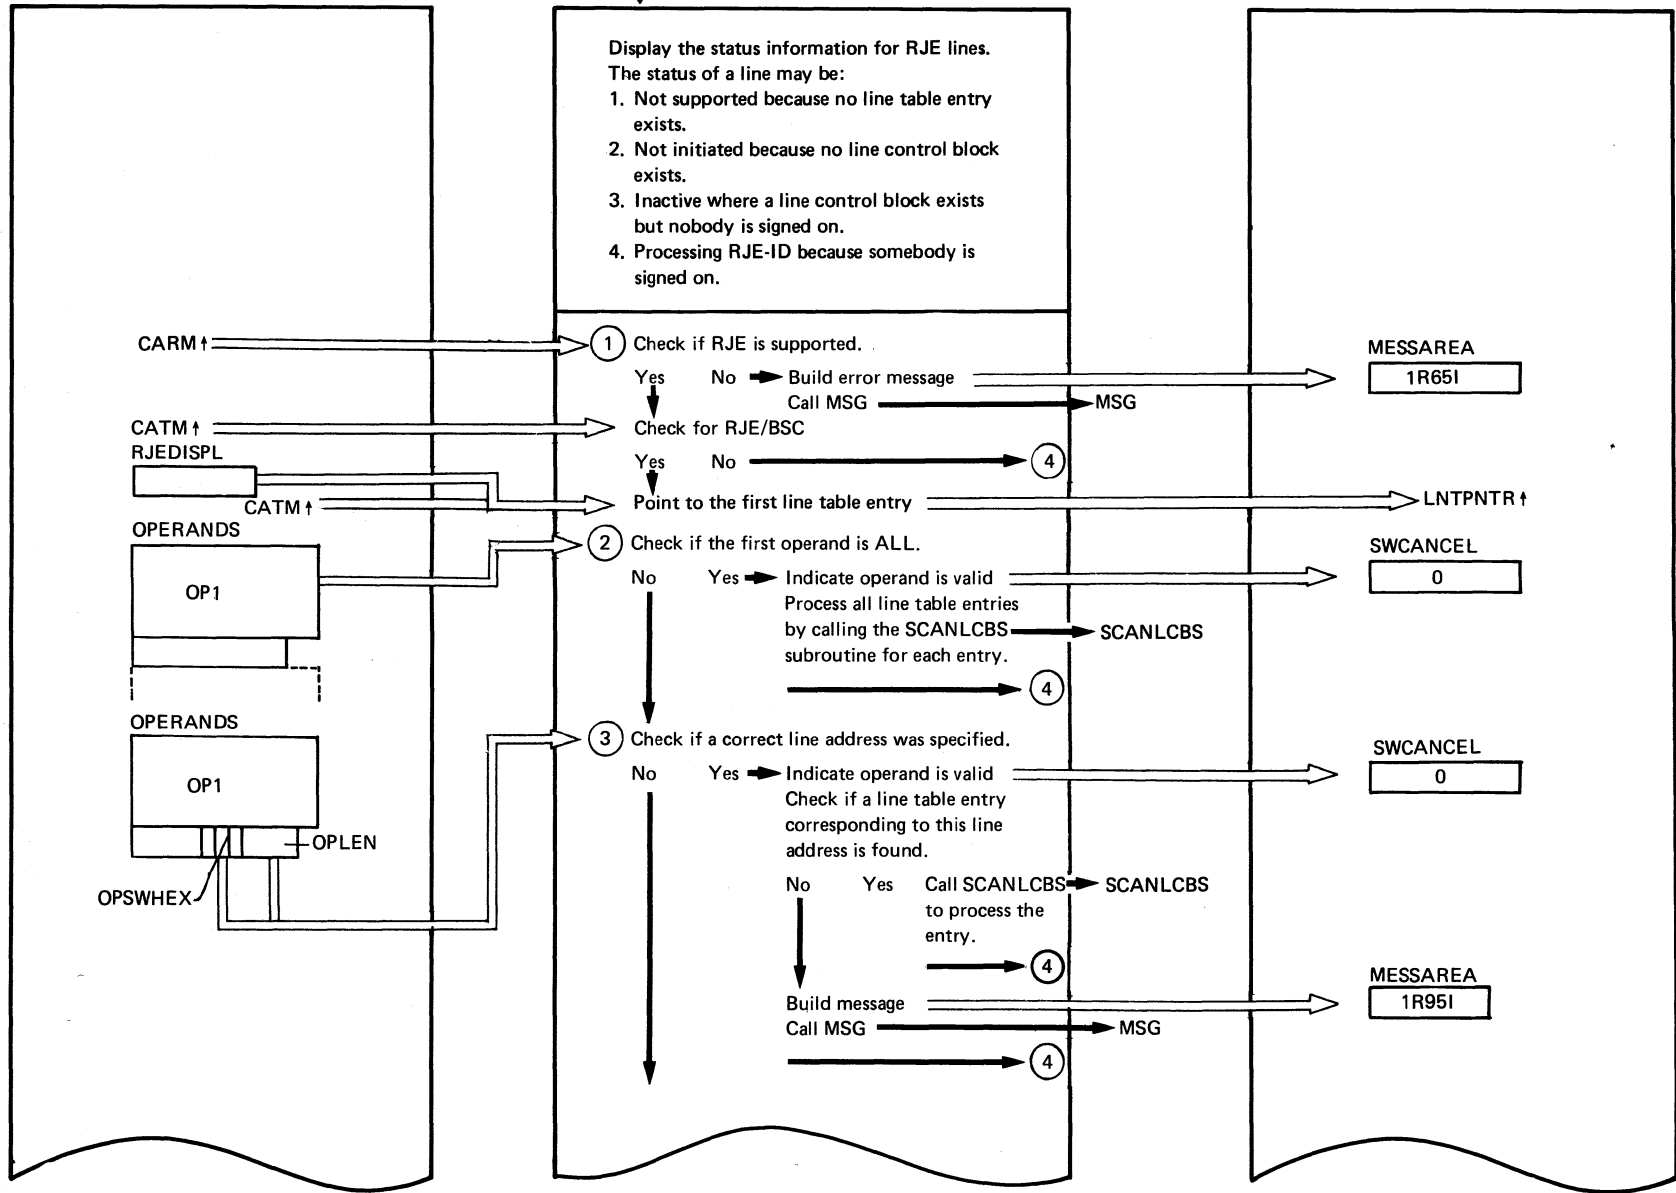 Display the status information for RJE lines.
The status of a line may be:
1. Not supported because no line table entry
exists.
2. Not initiated because no line control block
exists.
3. Inactive where a line control block exists
but nobody is signed on.
4. Processing RJE-ID because somebody is
signed on.
CARM↑
1 Check if RJE is supported.
MESSAREA
Yes No Build error message
1R65I
Call MSG MSG
CATM↑
Check for RJE/BSC
RJEDISPL
Yes No 4
CATM↑
Point to the first line table entry
LNTPNTR↑
OPERANDS
2 Check if the first operand is ALL.
SWCANCEL
No Yes Indicate operand is valid
0
OP1
Process all line table entries
by calling the SCANLCBS SCANLCBS
subroutine for each entry.
4
OPERANDS
3 Check if a correct line address was specified.
SWCANCEL
No Yes Indicate operand is valid
0
OP1
Check if a line table entry
corresponding to this line
address is found.
OPLEN
OPSWHEX
No Yes Call SCANLCBS SCANLCBS
to process the
entry.
4
MESSAREA
Build message
1R95I
Call MSG MSG
4